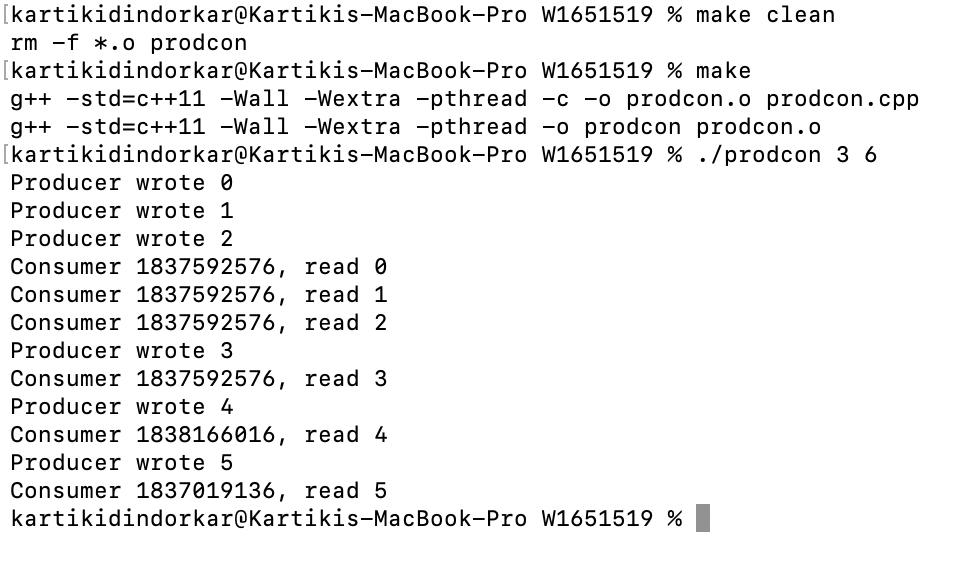 [kartikidindorkar@Kartikis-MacBook-Pro W1651519 % make clean
rm -f *.o prodcon
[kartikidindorkar@Kartikis-MacBook-Pro W1651519 % make
g++ -std=c++11 -Wall -Wextra -pthread -c -o prodcon.o prodcon.cpp
g++ -std=c++11 -Wall -Wextra -pthread -o prodcon prodcon.o
[kartikidindorkar@Kartikis-MacBook-Pro W1651519 % ./prodcon 3 6
Producer wrote 0
Producer wrote 1
Producer wrote 2
Consumer 1837592576, read 0
Consumer 1837592576, read 1
Consumer 1837592576, read 2
Producer wrote 3
Consumer 1837592576, read 3
Producer wrote 4
Consumer 1838166016, read 4
Producer wrote 5
Consumer 1837019136, read 5
kartikidindorkar@Kartikis-MacBook-Pro W1651519 %